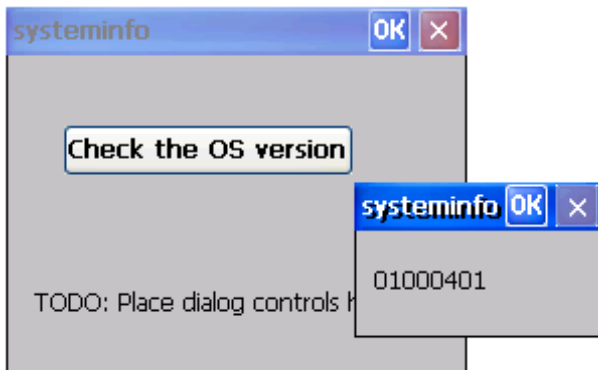 systeminfo OK
Check the OS version
systeminfo OK
01000401
TODO: Place dialog controls